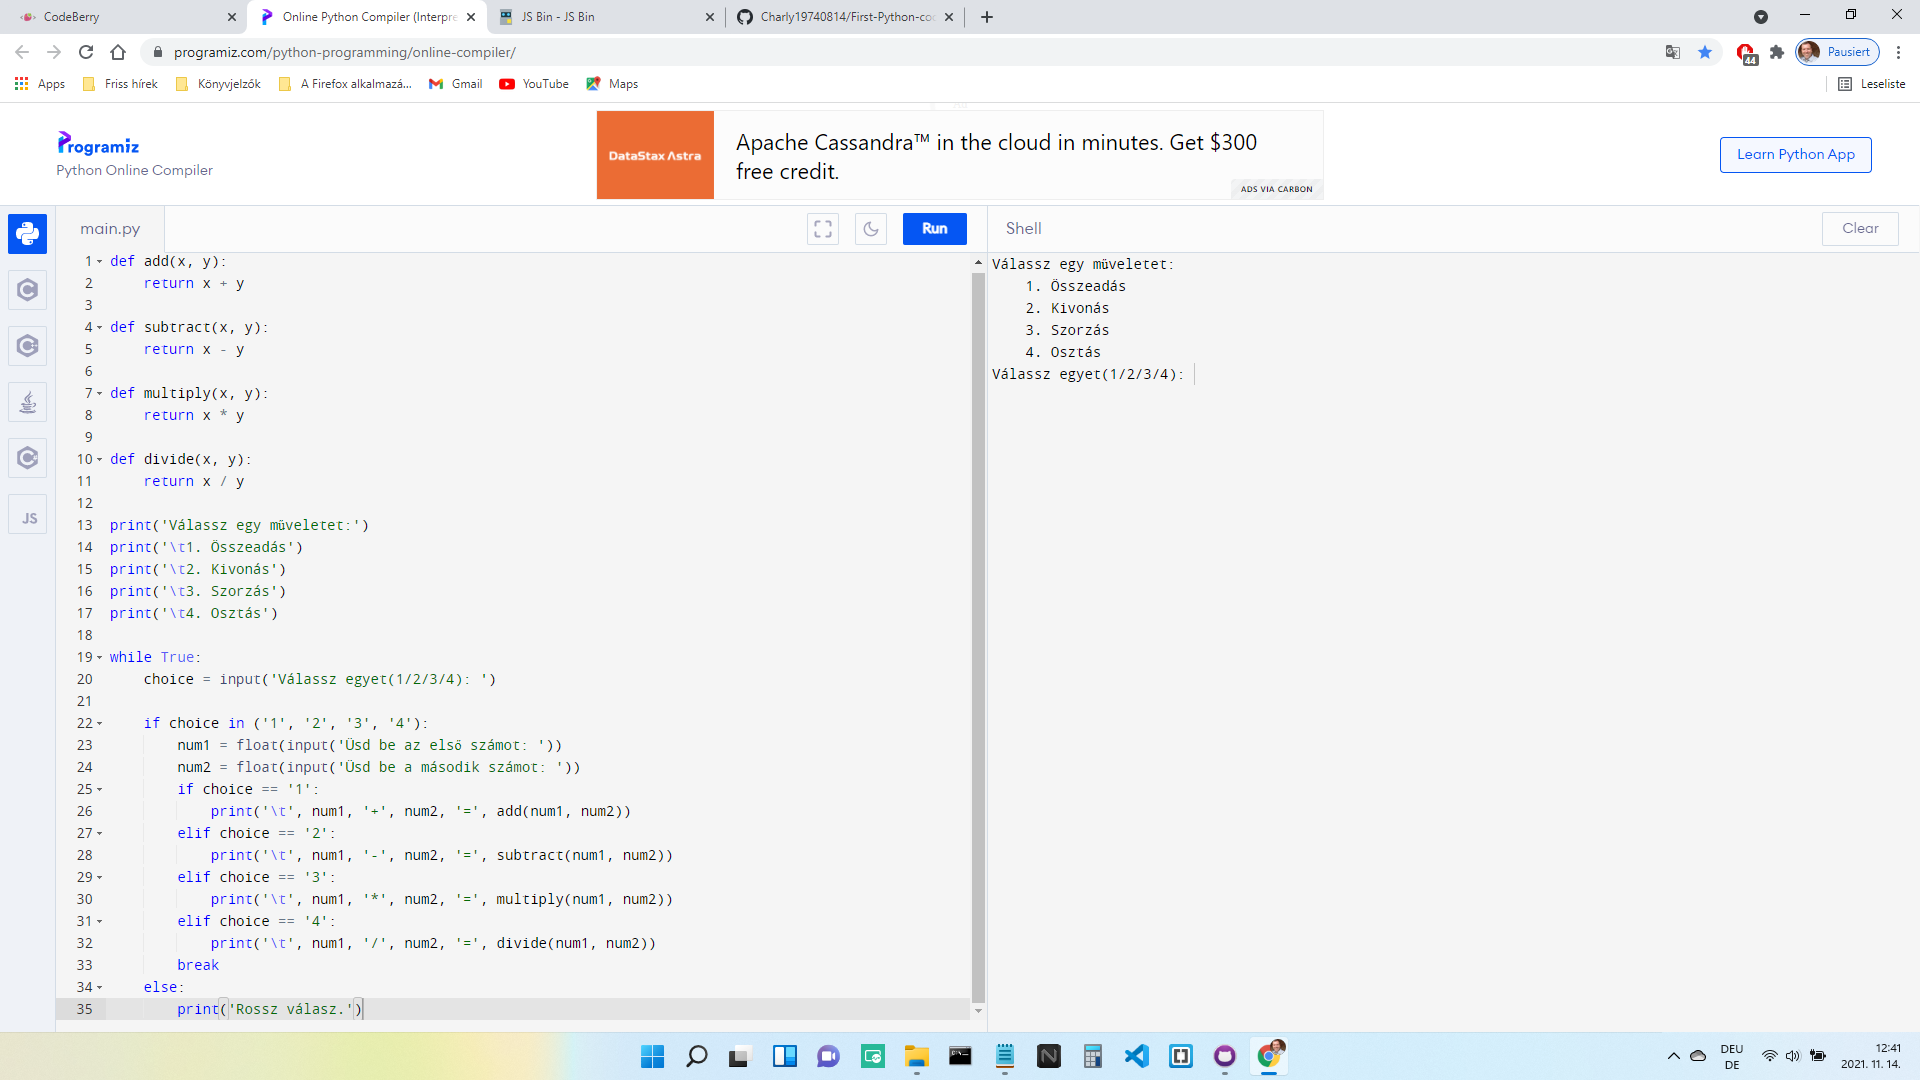 CodeBerry
Online Python Compiler (Interpre
JS Bin - JS Bin
Charly19740814/First-Python-coc
programiz.com/python-programming/online-compiler/
44
Pausiert
Apps
Friss hírek
Könyvjelzők
A Firefox alkalmazá...
Gmail
YouTube
Maps
Leseliste
Programiz
Python Online Compiler
DataStax Astra
Apache Cassandra™ in the cloud in minutes. Get $300
free credit.
ADS VIA CARBON
Learn Python App
main.py
Run
Shell
Clear
JS
1 def add(x, y):
2     return x + y
3
4 def subtract(x, y):
5     return x - y
6
7 def multiply(x, y):
8     return x * y
9
10 def divide(x, y):
11     return x / y
12
13 print('Válassz egy műveletet:')
14 print('\t1. Összeadás')
15 print('\t2. Kivonás')
16 print('\t3. Szorzás')
17 print('\t4. Osztás')
18
19 while True:
20     choice = input('Válassz egyet(1/2/3/4): ')
21
22     if choice in ('1', '2', '3', '4'):
23         num1 = float(input('Üsd be az első számot: '))
24         num2 = float(input('Üsd be a második számot: '))
25         if choice == '1':
26             print('\t', num1, '+', num2, '=', add(num1, num2))
27         elif choice == '2':
28             print('\t', num1, '-', num2, '=', subtract(num1, num2))
29         elif choice == '3':
30             print('\t', num1, '*', num2, '=', multiply(num1, num2))
31         elif choice == '4':
32             print('\t', num1, '/', num2, '=', divide(num1, num2))
33         break
34     else:
35         print('Rossz válasz.')
Válassz egy műveletet:
    1. Összeadás
    2. Kivonás
    3. Szorzás
    4. Osztás
Válassz egyet(1/2/3/4):
DEU
DE
12:41
2021. 11. 14.